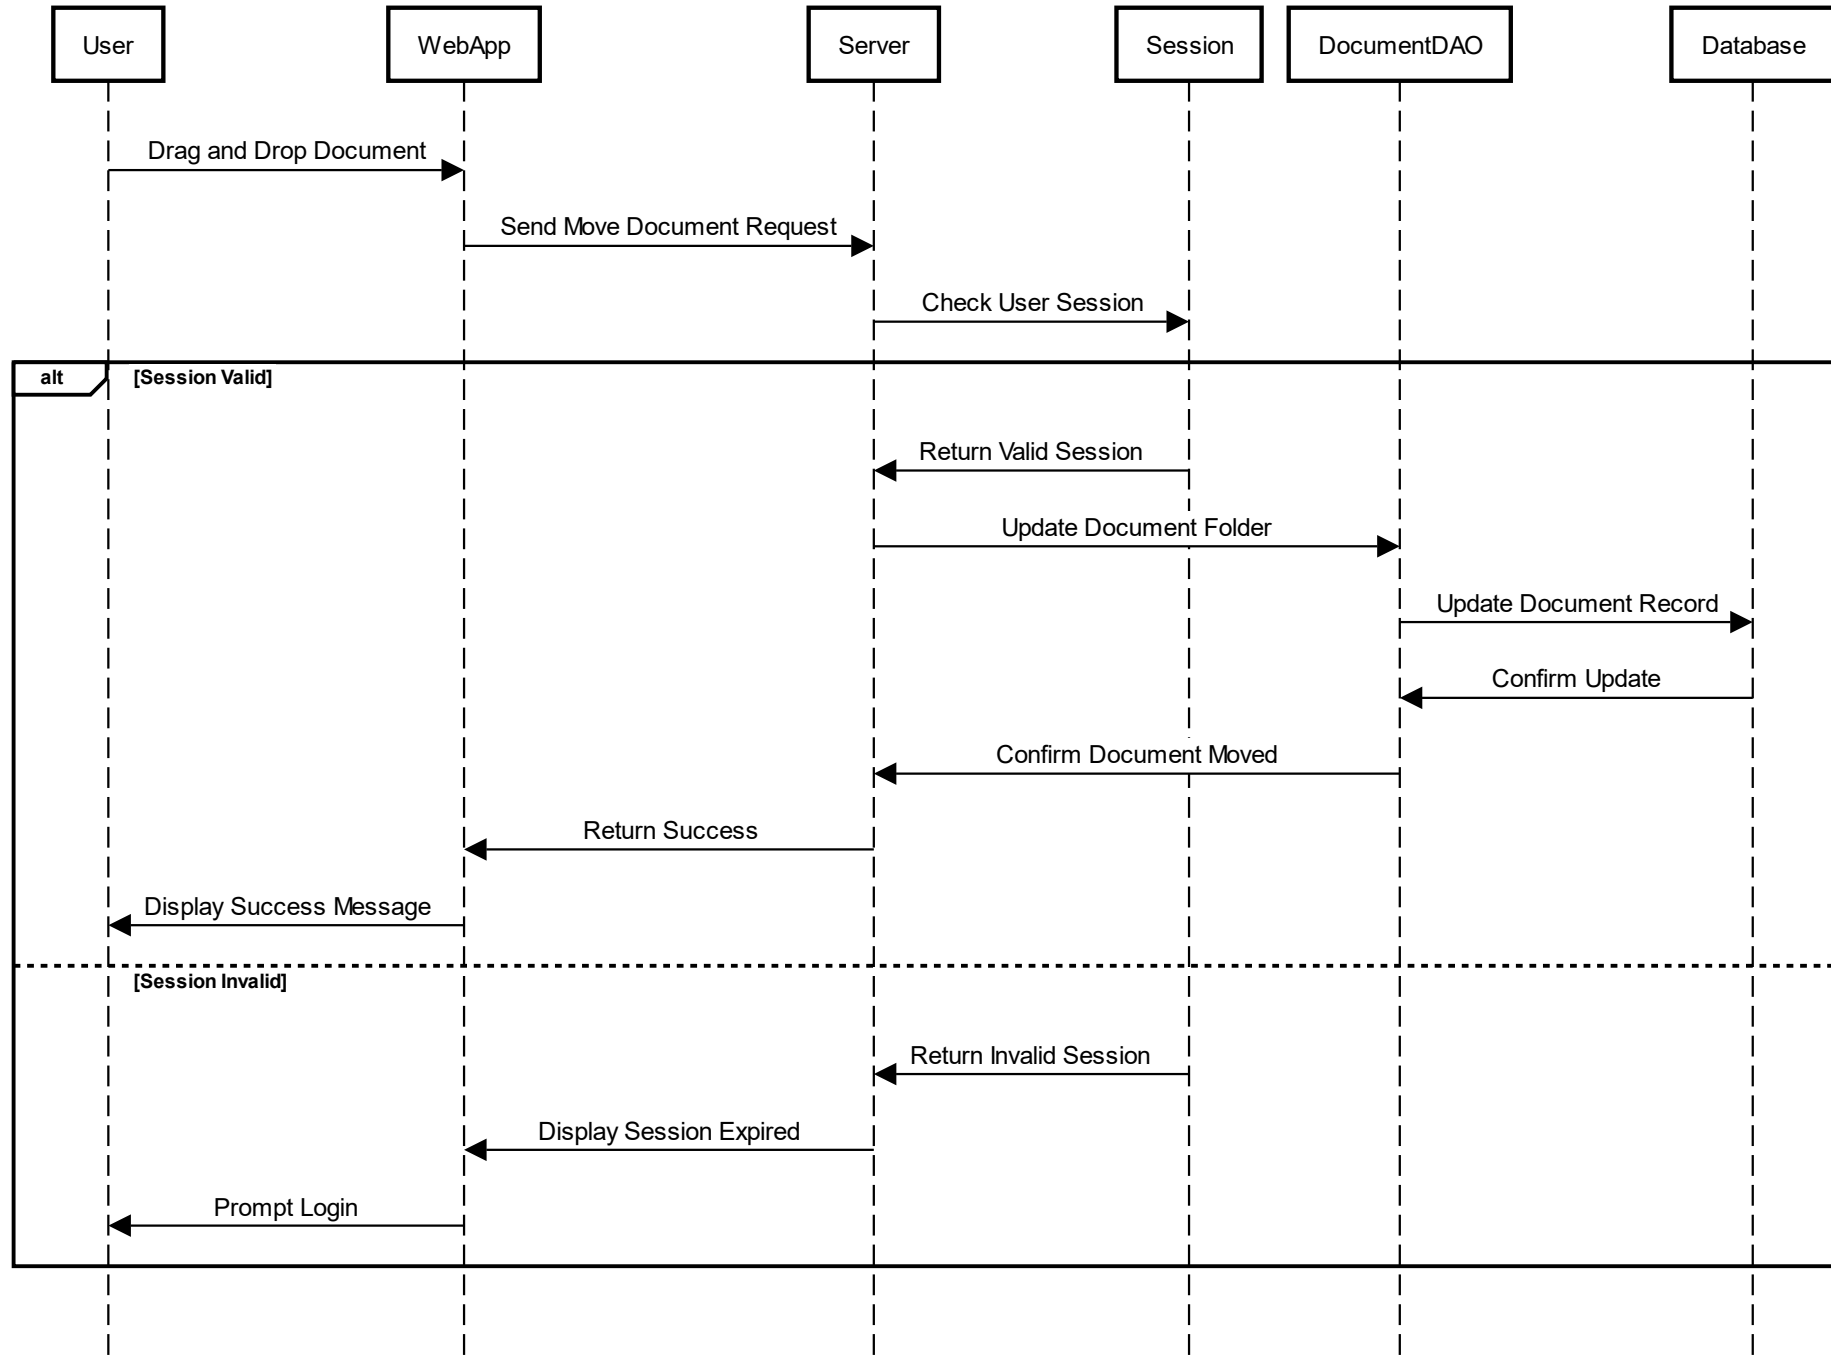 User
WebApp
Server
Session
DocumentDAO
Database
Drag and Drop Document
Send Move Document Request
Check User Session
alt
[Session Valid]
Return Valid Session
Update Document Folder
Update Document Record
Confirm Update
Confirm Document Moved
Return Success
Display Success Message
[Session Invalid]
Return Invalid Session
Display Session Expired
Prompt Login